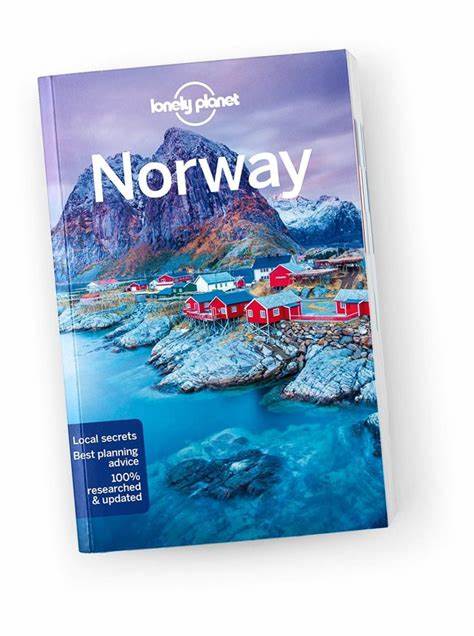 lonely planet
Norway
Local secrets
Best planning
advice
100%
researched
& updated